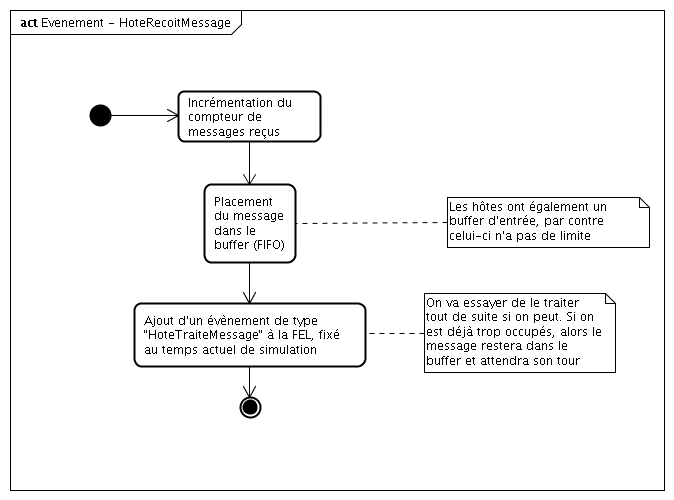 act Evenement - HoteRecoitMessage
Incrémentation du
compteur de
messages reçus
Placement
du message
dans le
buffer (FIFO)
Les hôtes ont également un
buffer d'entrée, par contre
celui-ci n'a pas de limite
Ajout d'un évènement de type
"HoteTraiteMessage" à la FEL, fixé
au temps actuel de simulation
On va essayer de le traiter
tout de suite si on peut. Si on
est déjà trop occupés, alors le
message restera dans le
buffer et attendra son tour